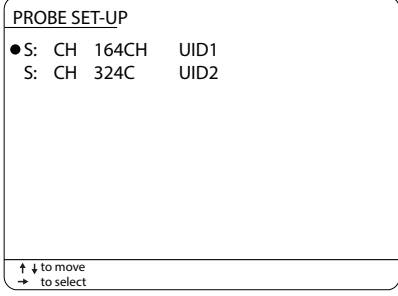 PROBE SET-UP
●S: CH 164CH UID1
S: CH 324C UID2
↑ ↓ to move
→ to select